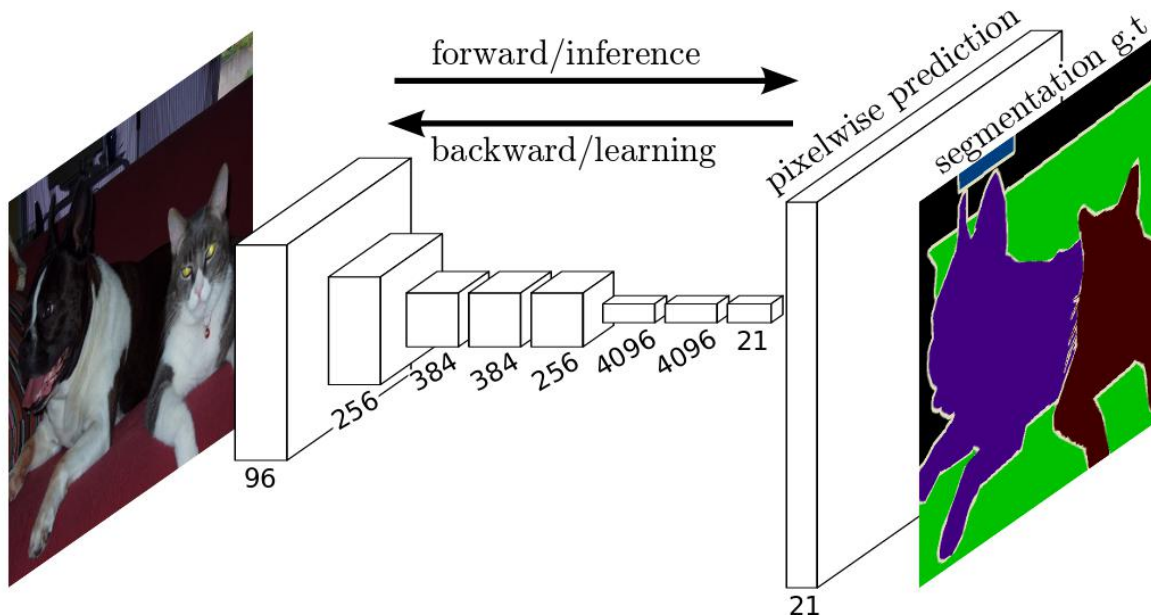 forward/inference
backward/learning
pixelwise prediction
segmentation g.t
96
256
384
384
256
4096
4096
21
21